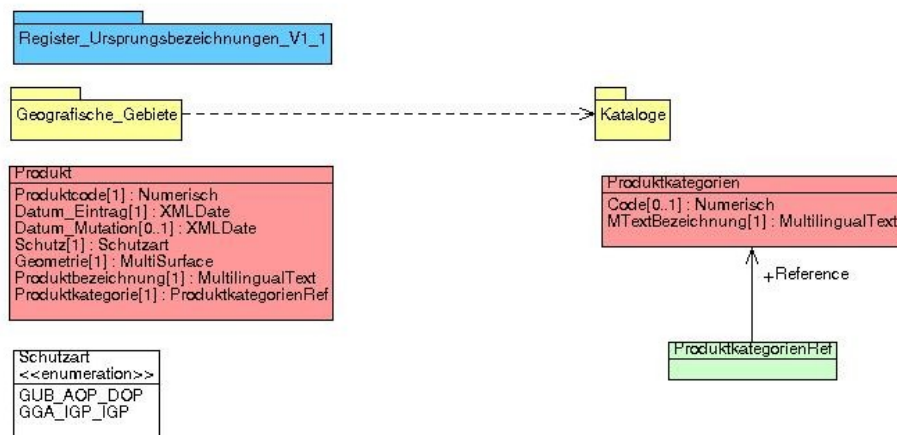 Register_Ursprungsbezeichnungen_V1_1
Geografische_Gebiete
Kataloge
Produkt
Produktcode[1] : Numerisch
Datum_Eintrag[1] : XMLDate
Datum_Mutation[0..1] : XMLDate
Schutz[1] : Schutzart
Geometrie[1] : MultiSurface
Produktbezeichnung[1] : MultilingualText
Produktkategorie[1] : ProduktkategorienRef
Produktkategorien
Code[0..1] : Numerisch
MTextBezeichnung[1] : MultilingualText
+Reference
ProduktkategorienRef
Schutzart
<<enumeration>>
GUB_AOP_DOP
GGA_IGP_IGP